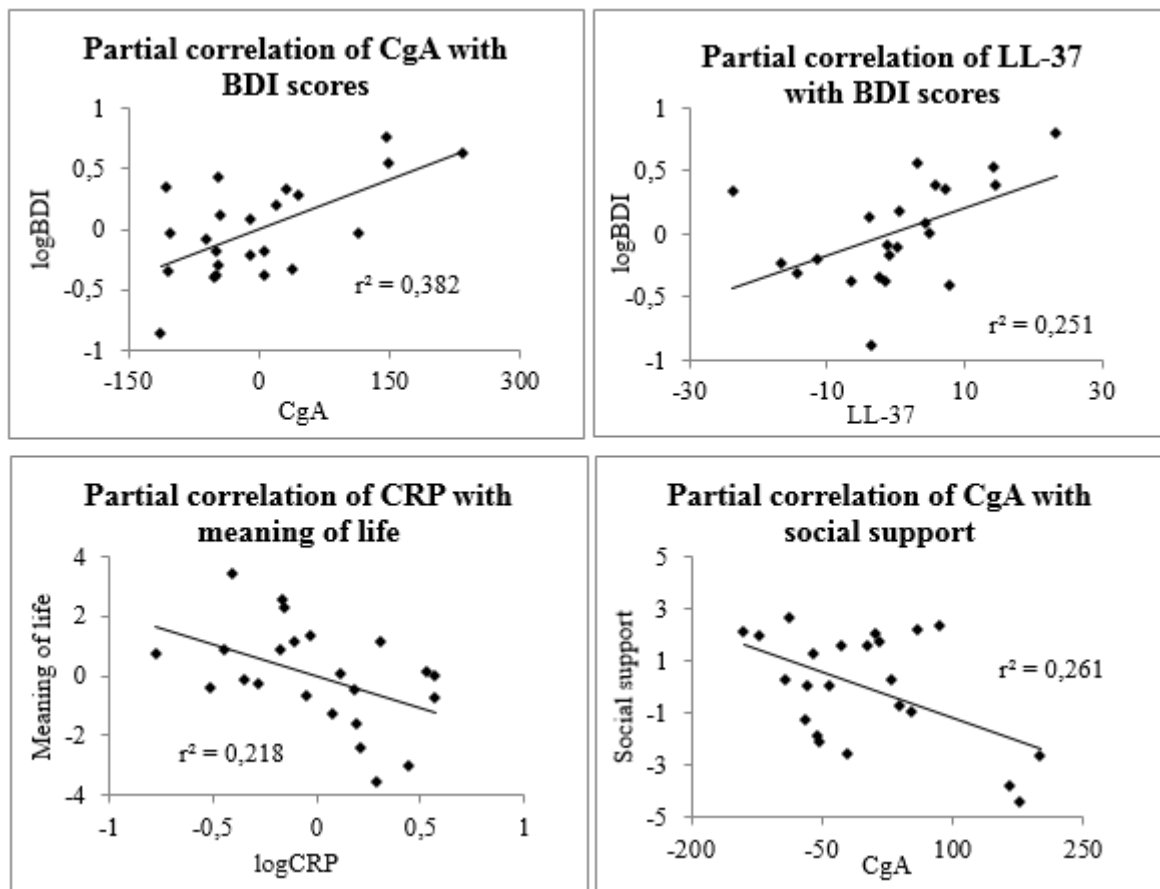 Partial correlation of CgA with
BDI scores
1
0,5
0
-0,5
-1
logBDI
r² = 0,382
-150
0
150
300
CgA
Partial correlation of LL-37
with BDI scores
1
0,5
0
-0,5
-1
logBDI
r² = 0,251
-30
-10
10
30
LL-37
Partial correlation of CRP with
meaning of life
4
2
0
-2
-4
Meaning of life
r² = 0,218
-1
-0,5
0
0,5
1
logCRP
Partial correlation of CgA with
social support
5
3
1
-1
-3
-5
Social support
r² = 0,261
-200
-50
100
250
CgA